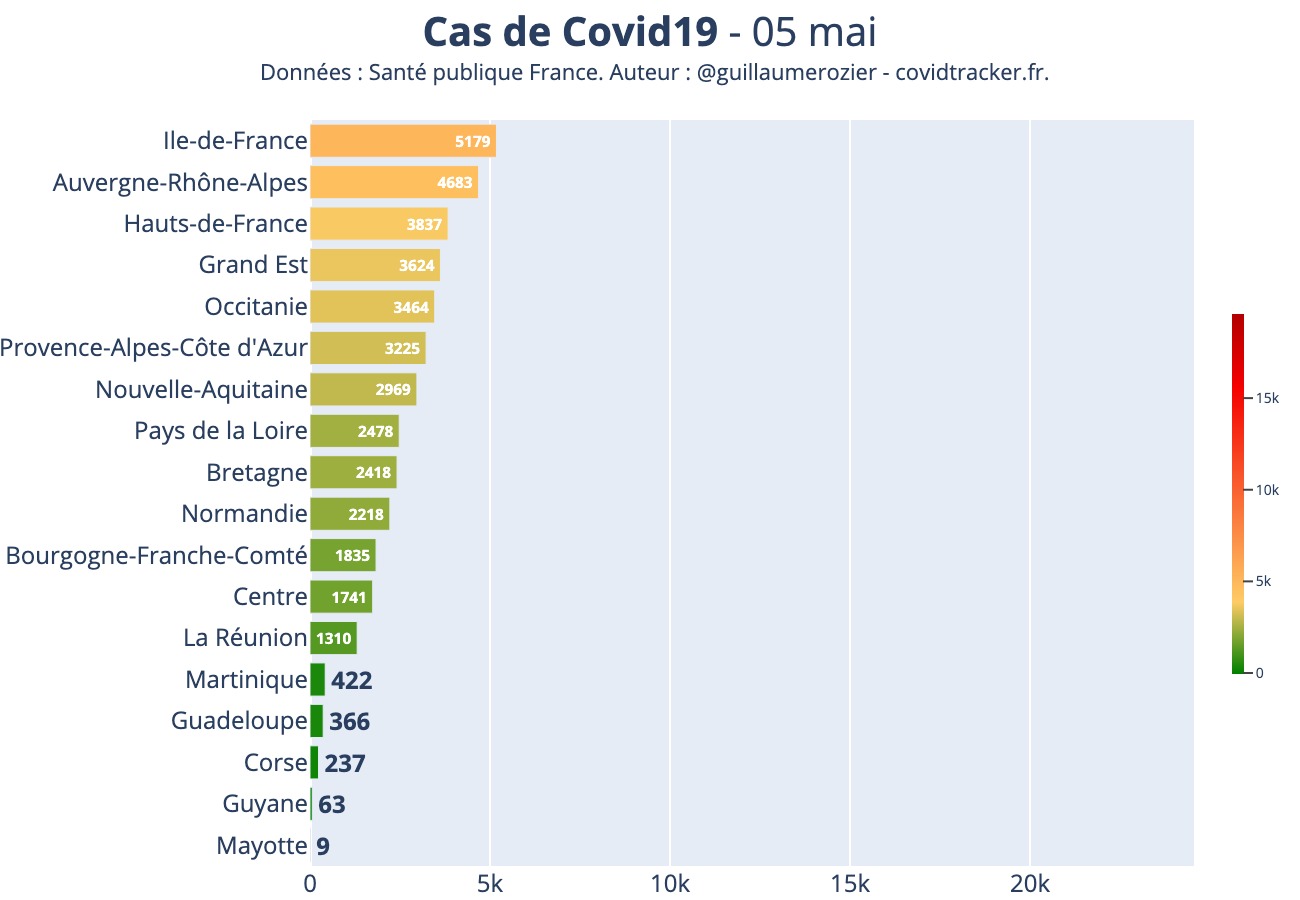 Cas de Covid19 - 05 mai
Données : Santé publique France. Auteur : @guillaumerozier - covidtracker.fr.
Ile-de-France 5179
Auvergne-Rhône-Alpes 4683
Hauts-de-France 3837
Grand Est 3624
Occitanie 3464
Provence-Alpes-Côte d'Azur 3225
Nouvelle-Aquitaine 2969
Pays de la Loire 2478
Bretagne 2418
Normandie 2218
Bourgogne-Franche-Comté 1835
Centre 1741
La Réunion 1310
Martinique 422
Guadeloupe 366
Corse 237
Guyane 63
Mayotte 9
0 5k 10k 15k 20k
15k
10k
5k
0